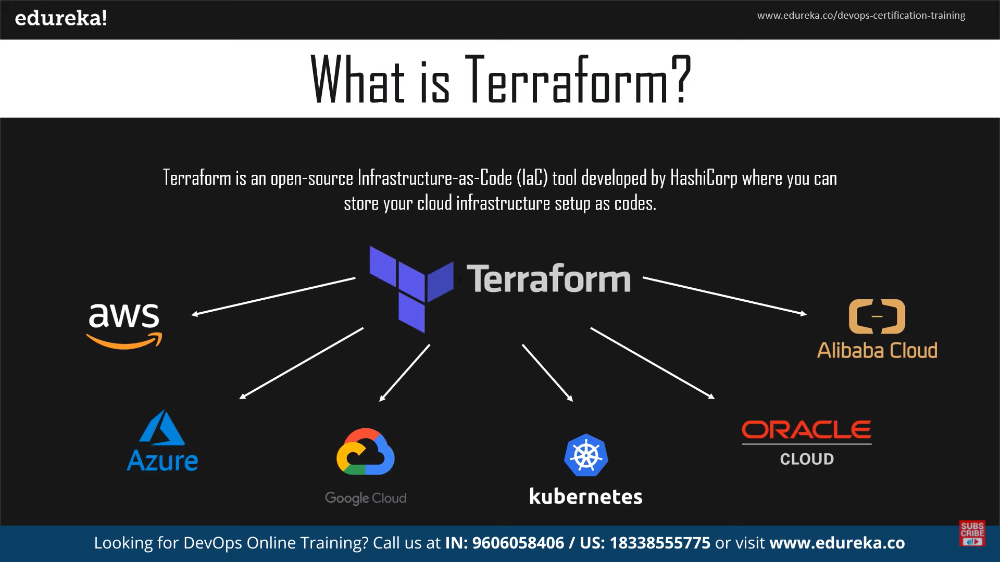 edureka!
www.edureka.co/devops-certification-training
What is Terraform?
Terraform is an open-source Infrastructure-as-Code (IaC) tool developed by HashiCorp where you can
store your cloud infrastructure setup as codes.
Terraform
aws
Alibaba Cloud
Azure
Google Cloud
kubernetes
ORACLE
CLOUD
SUBS
CRIBE
e!
Looking for DevOps Online Training? Call us at IN: 9606058406 / US: 18338555775 or visit www.edureka.co